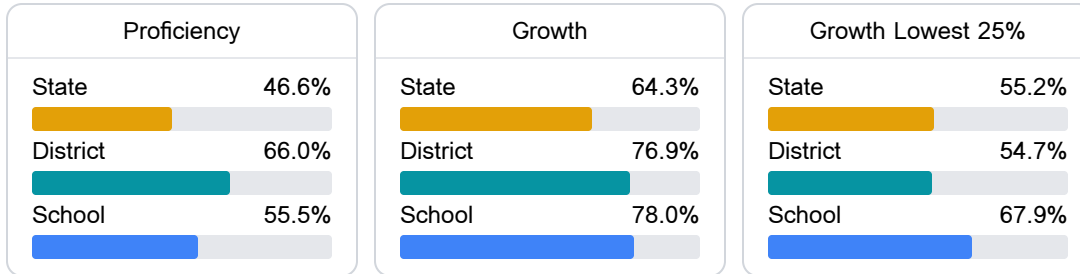 Proficiency
State 46.6%
District 66.0%
School 55.5%
Growth
State 64.3%
District 76.9%
School 78.0%
Growth Lowest 25%
State 55.2%
District 54.7%
School 67.9%